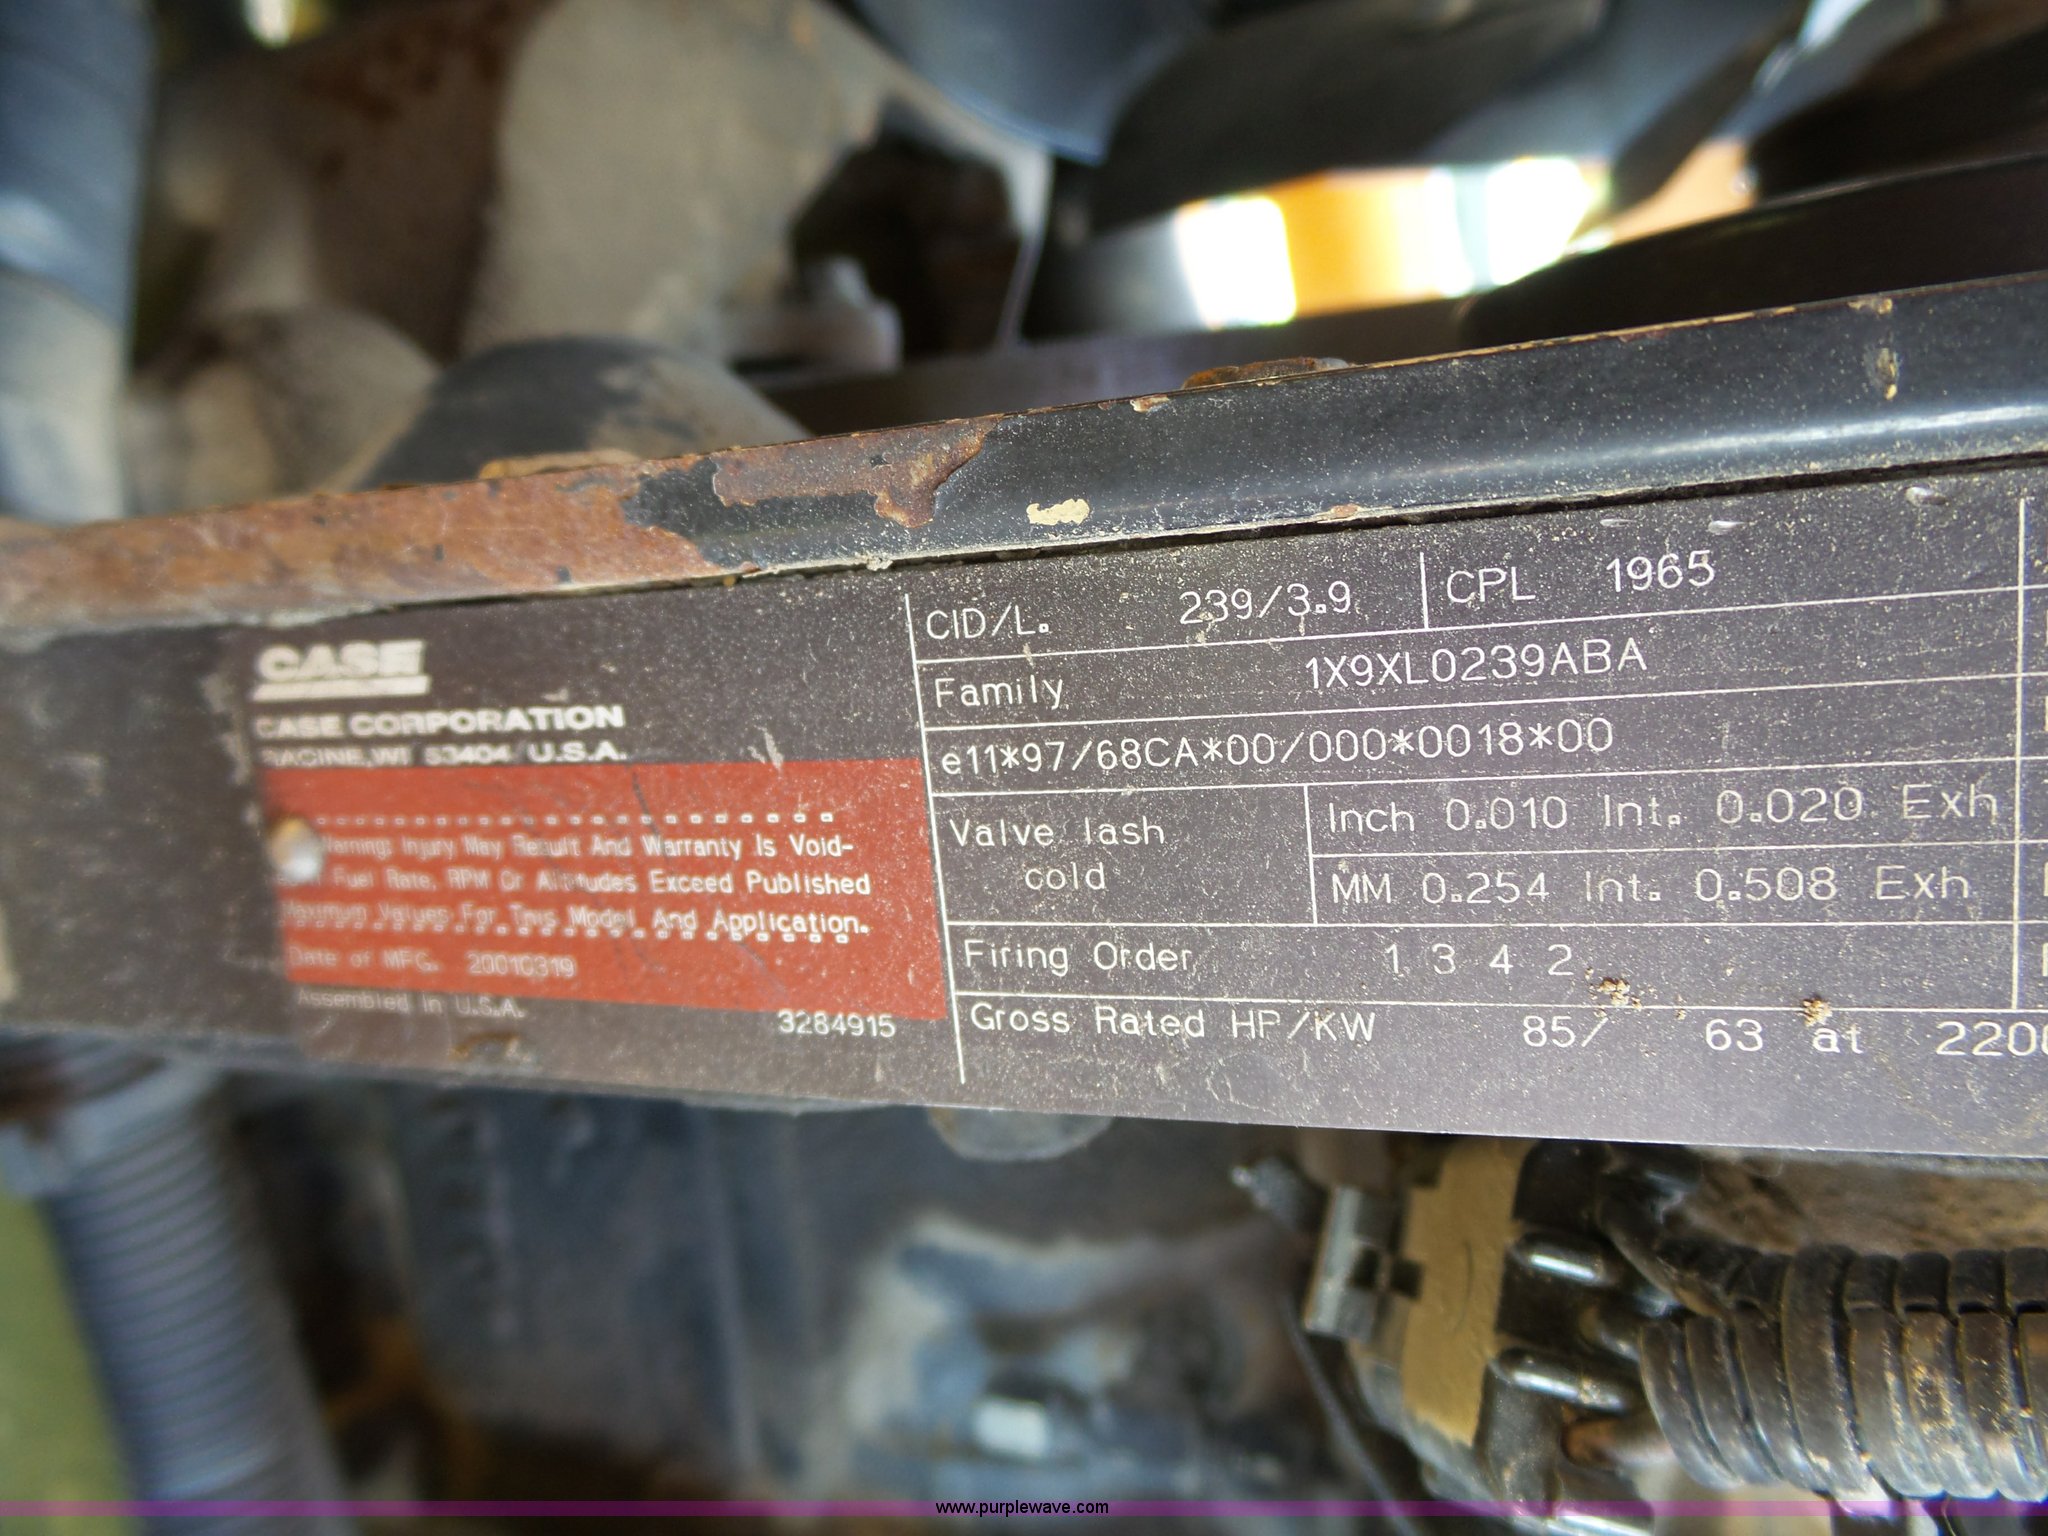 CASE
CASE CORPORATION
RACINE, WI 53404 U.S.A.
Warning: Injury May Result And Warranty Is Void-
Fuel Rate, RPM Or Altitudes Exceed Published
Maximum Values For This Model And Application.
Date of MFG. 20010319
Assembled In U.S.A.
3284915
CID/L. 239/3.9 CPL 1965
Family 1X9XL0239ABA
e11*97/68CA*00/000*0018*00
Valve lash
cold
Inch 0.010 Int. 0.020 Exh
MM 0.254 Int. 0.508 Exh
Firing Order 1 3 4 2
Gross Rated HP/KW 85/ 63 at 2200
www.purplewave.com